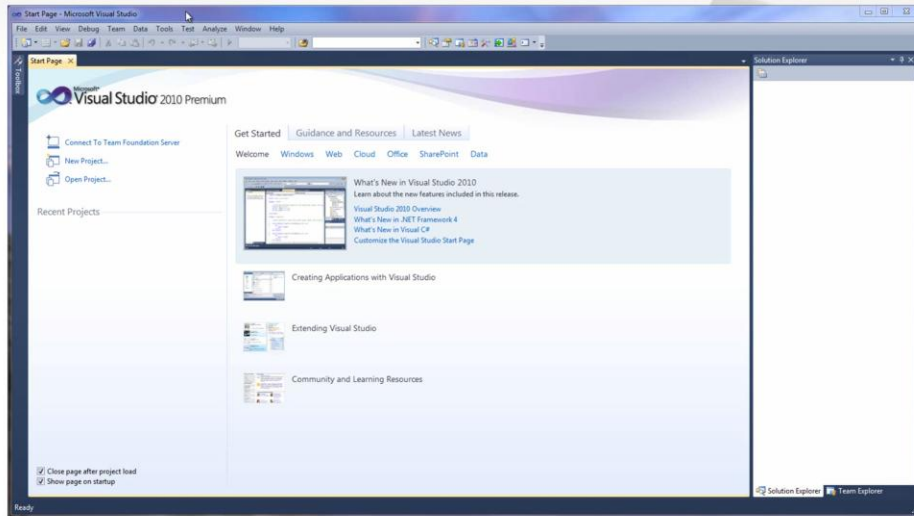 Start Page - Microsoft Visual Studio
File Edit View Debug Team Data Tools Test Analyze Window Help
Toolbox
Start Page
Solution Explorer
Microsoft
Visual Studio 2010 Premium
Connect To Team Foundation Server
New Project...
Open Project...
Recent Projects
Get Started Guidance and Resources Latest News
Welcome Windows Web Cloud Office SharePoint Data
What's New in Visual Studio 2010
Learn about the new features included in this release.
Visual Studio 2010 Overview
What's New in .NET Framework 4
What's New in Visual C#
Customize the Visual Studio Start Page
Creating Applications with Visual Studio
Extending Visual Studio
Community and Learning Resources
Close page after project load
Show page on startup
Solution Explorer Team Explorer
Ready